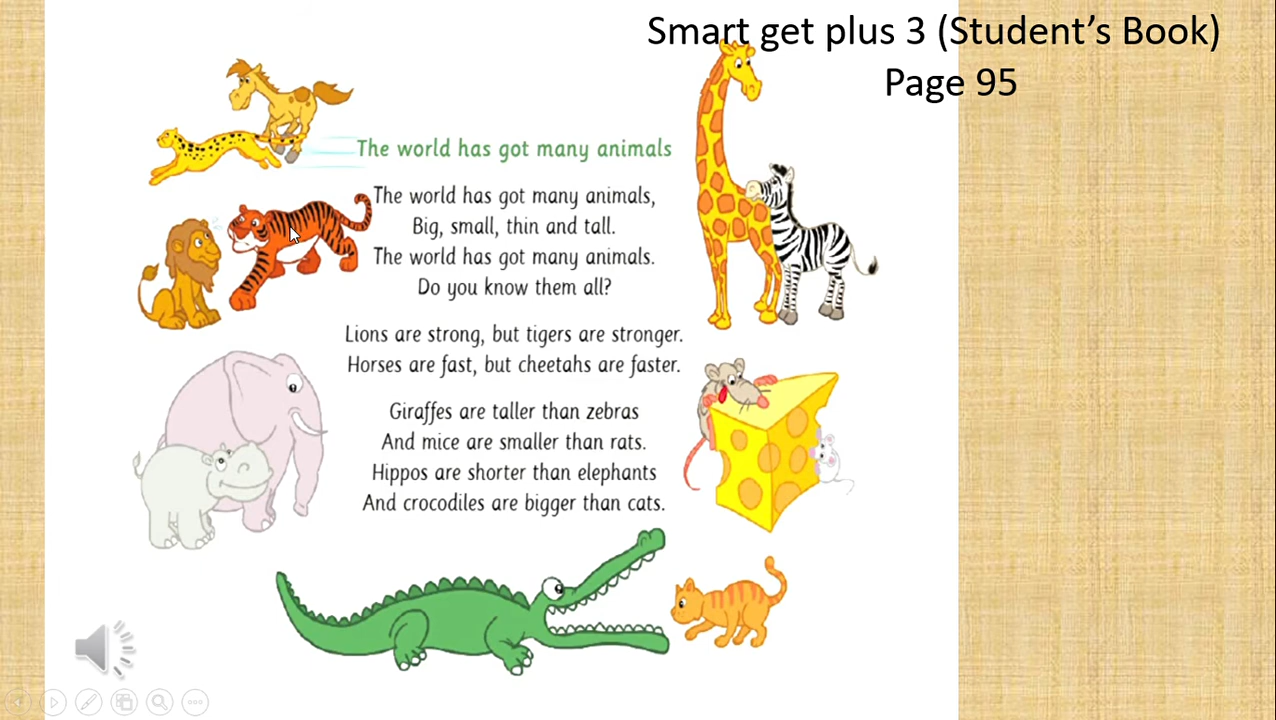 Smart get plus 3 (Student’s Book)
Page 95
The world has got many animals
The world has got many animals,
Big, small, thin and tall.
The world has got many animals.
Do you know them all?
Lions are strong, but tigers are stronger.
Horses are fast, but cheetahs are faster.
Giraffes are taller than zebras
And mice are smaller than rats.
Hippos are shorter than elephants
And crocodiles are bigger than cats.